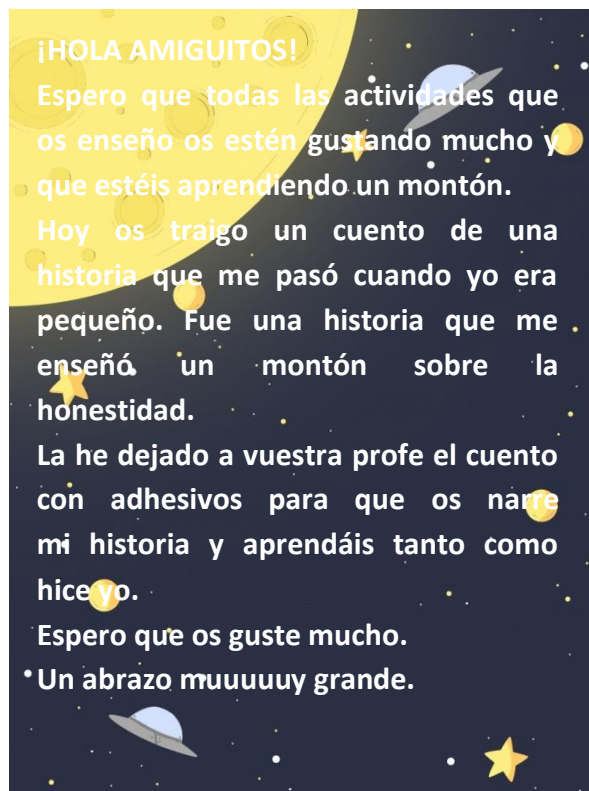 ¡HOLA AMIGUITOS!
Espero que todas las actividades que
os enseño os estén gustando mucho y
que estéis aprendiendo un montón.
Hoy os traigo un cuento de una
historia que me pasó cuando yo era
pequeño. Fue una historia que me
enseñó un montón sobre la
honestidad.
La he dejado a vuestra profe el cuento
con adhesivos para que os narre
mi historia y aprendáis tanto como
hice yo.
Espero que os guste mucho.
Un abrazo muuuuuy grande.